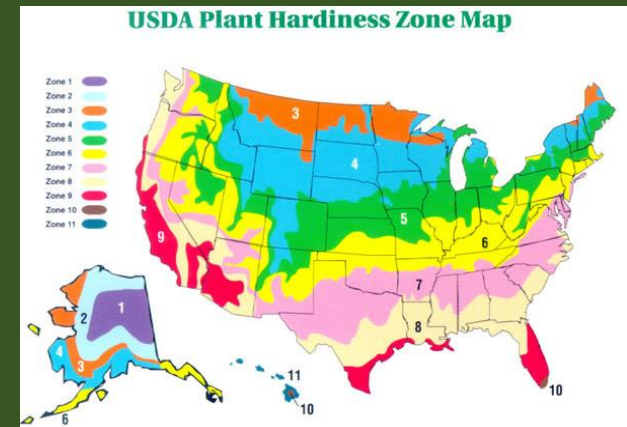 USDA Plant Hardiness Zone Map
Zone 1
Zone 2
Zone 3
Zone 4
Zone 5
Zone 6
Zone 7
Zone 8
Zone 9
Zone 10
Zone 11
3
4
5
9
6
7
8
1
2
4
3
6
11
10
10